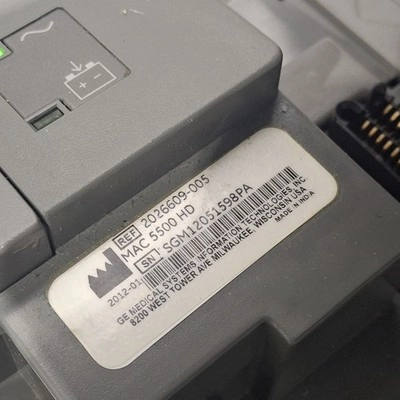 REF 2026609-005
MAC 5500 HD
SN SGM12051598PA
2012-01
GE MEDICAL SYSTEMS INFORMATION TECHNOLOGIES, INC
8200 WEST TOWER AVE MILWAUKEE, WISCONSIN USA
MADE IN INDIA